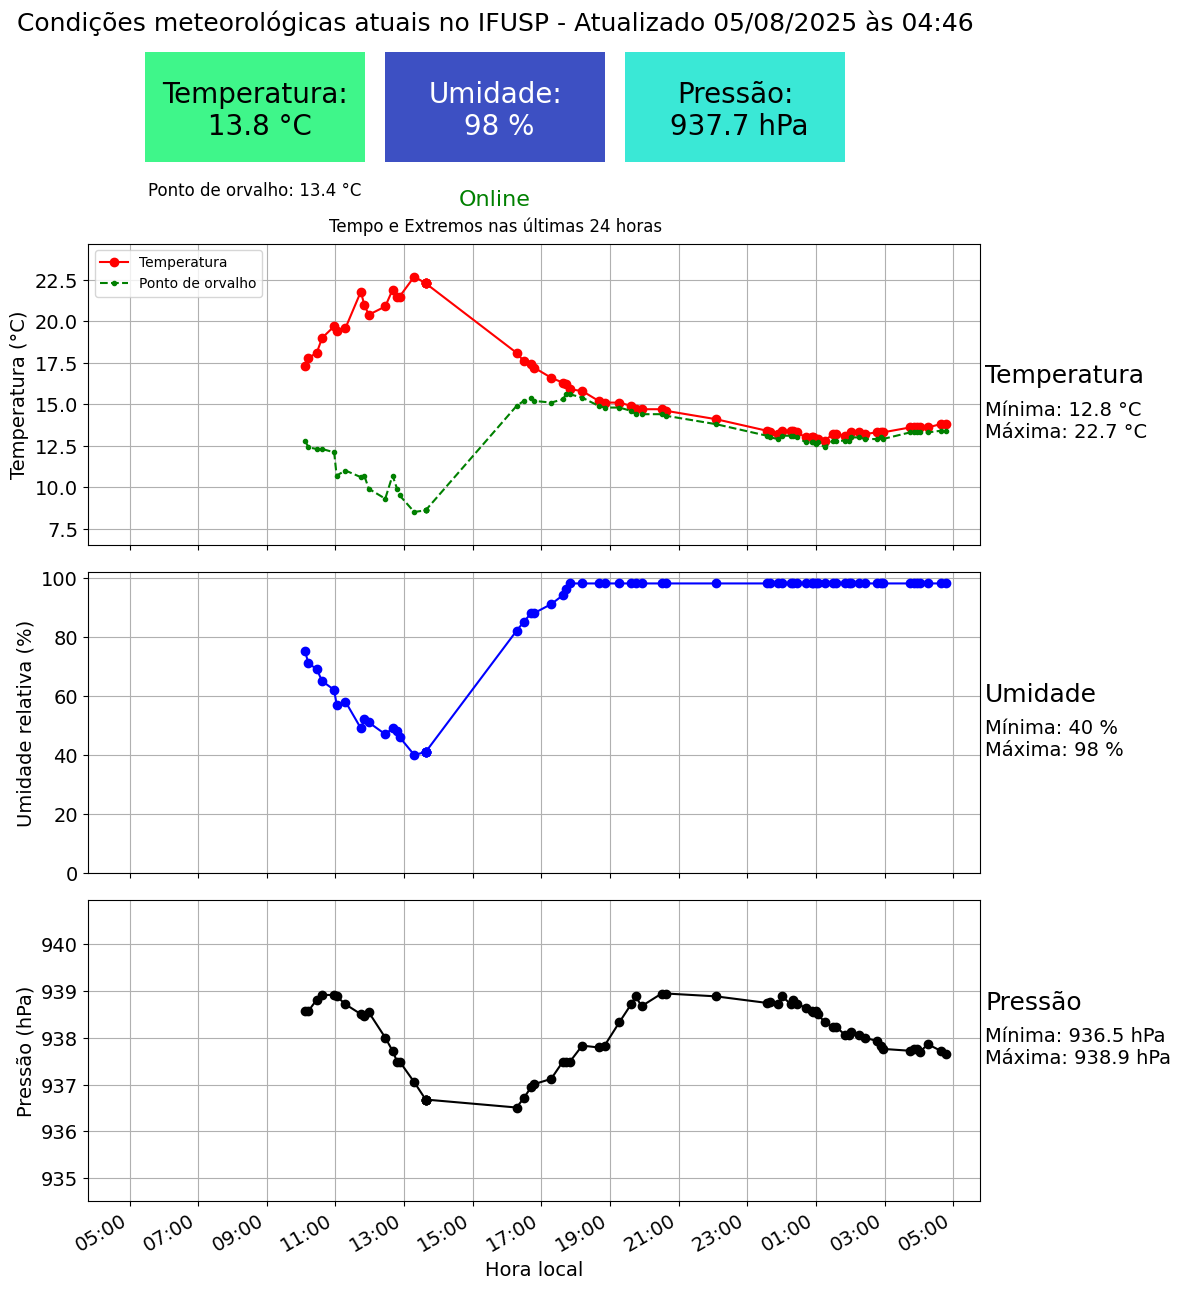 Condições meteorológicas atuais no IFUSP - Atualizado 05/08/2025 às 04:46
Temperatura:
13.8 °C
Umidade:
98 %
Pressão:
937.7 hPa
Ponto de orvalho: 13.4 °C
Online
Tempo e Extremos nas últimas 24 horas
Temperatura
Ponto de orvalho
Temperatura (°C)
22.5
20.0
17.5
15.0
12.5
10.0
7.5
Temperatura
Mínima: 12.8 °C
Máxima: 22.7 °C
Umidade relativa (%)
100
80
60
40
20
0
Umidade
Mínima: 40 %
Máxima: 98 %
Pressão (hPa)
940
939
938
937
936
935
Pressão
Mínima: 936.5 hPa
Máxima: 938.9 hPa
05:00
07:00
09:00
11:00
13:00
15:00
17:00
19:00
21:00
23:00
01:00
03:00
05:00
Hora local